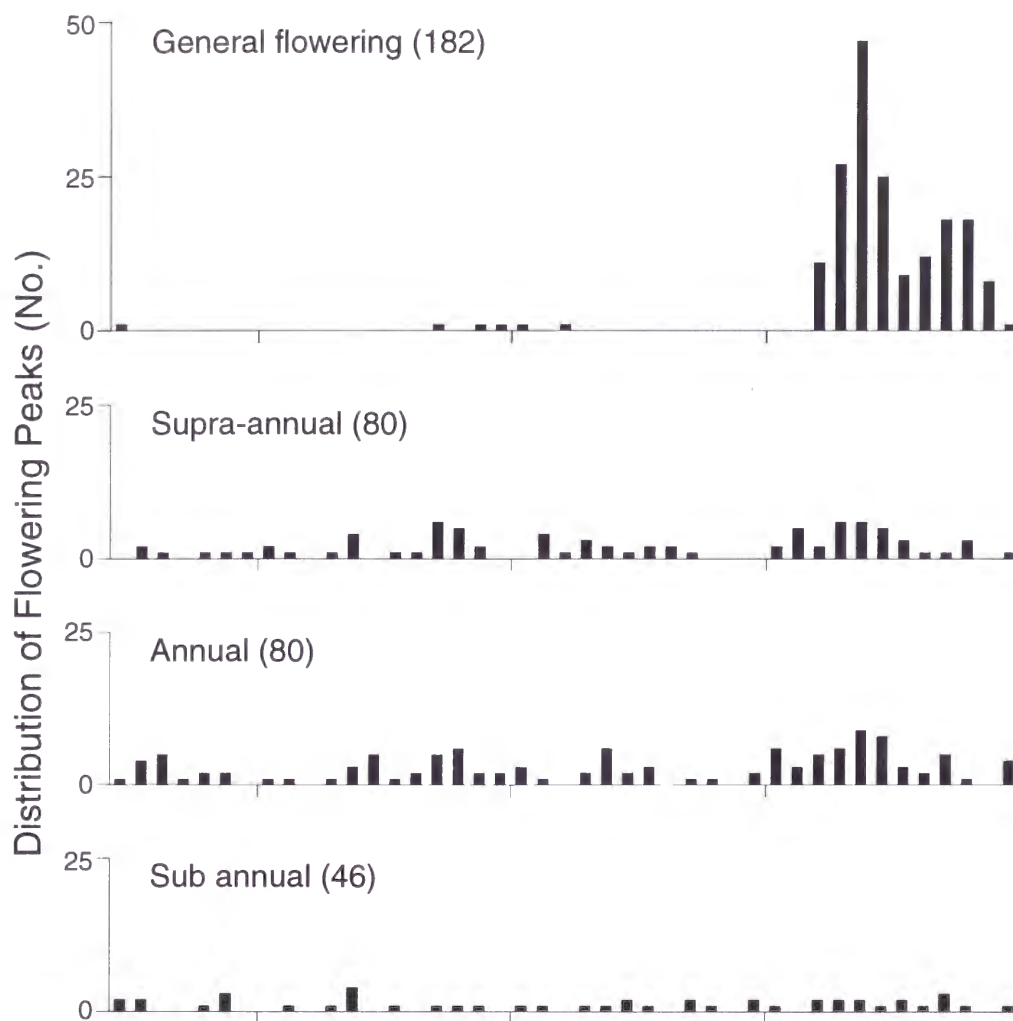 Distribution of Flowering Peaks (No.)
50
General flowering (182)
25
0
25
Supra-annual (80)
0
25
Annual (80)
0
25
Sub annual (46)
0